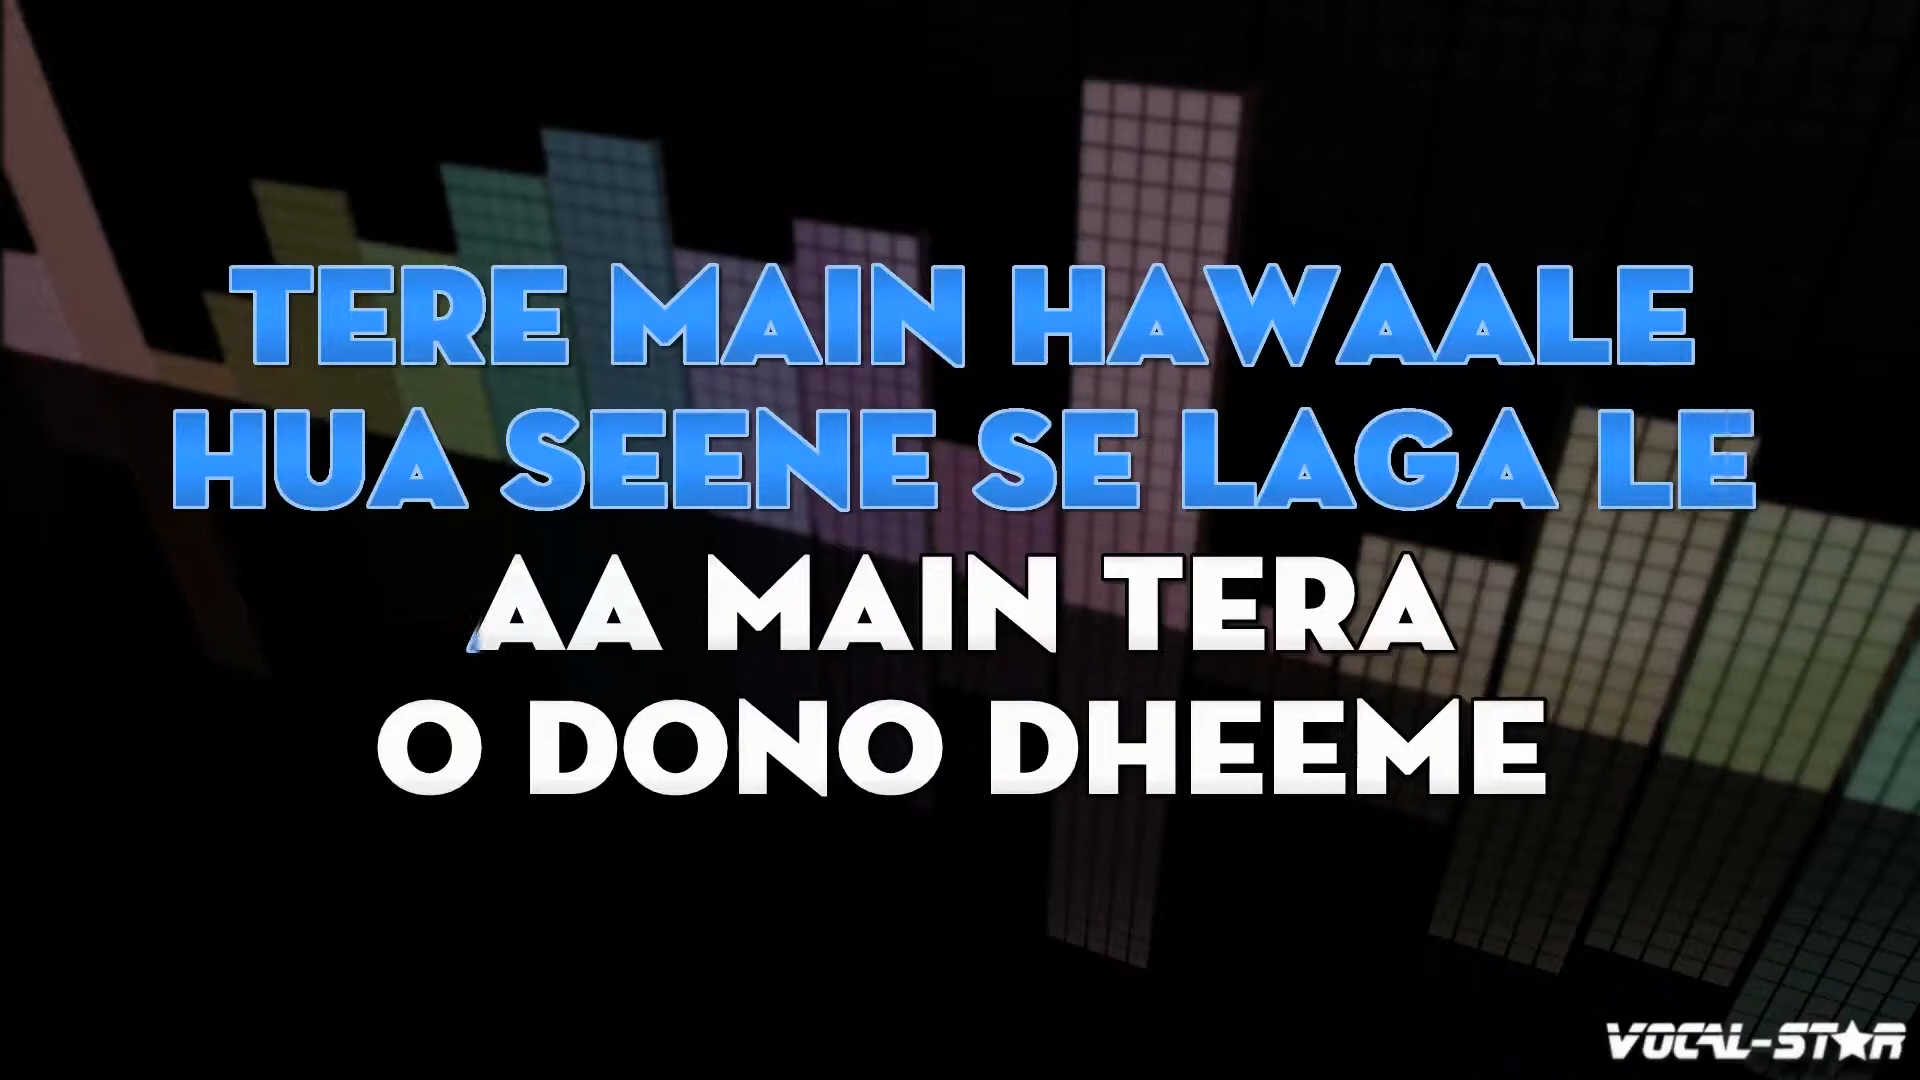 TERE MAIN HAWAALE
HUA SEENE SE LAGA LE
AA MAIN TERA
O DONO DHEEME
VOCAL-STAR